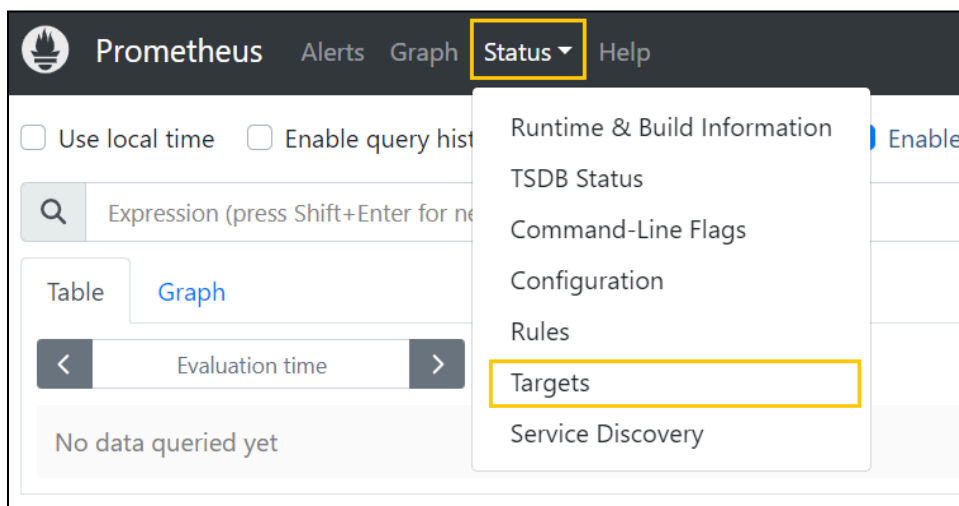 Prometheus Alerts Graph Status Help
Use local time Enable query hist Enable
Expression (press Shift+Enter for ne
Table Graph
Evaluation time
No data queried yet
Runtime & Build Information
TSDB Status
Command-Line Flags
Configuration
Rules
Targets
Service Discovery